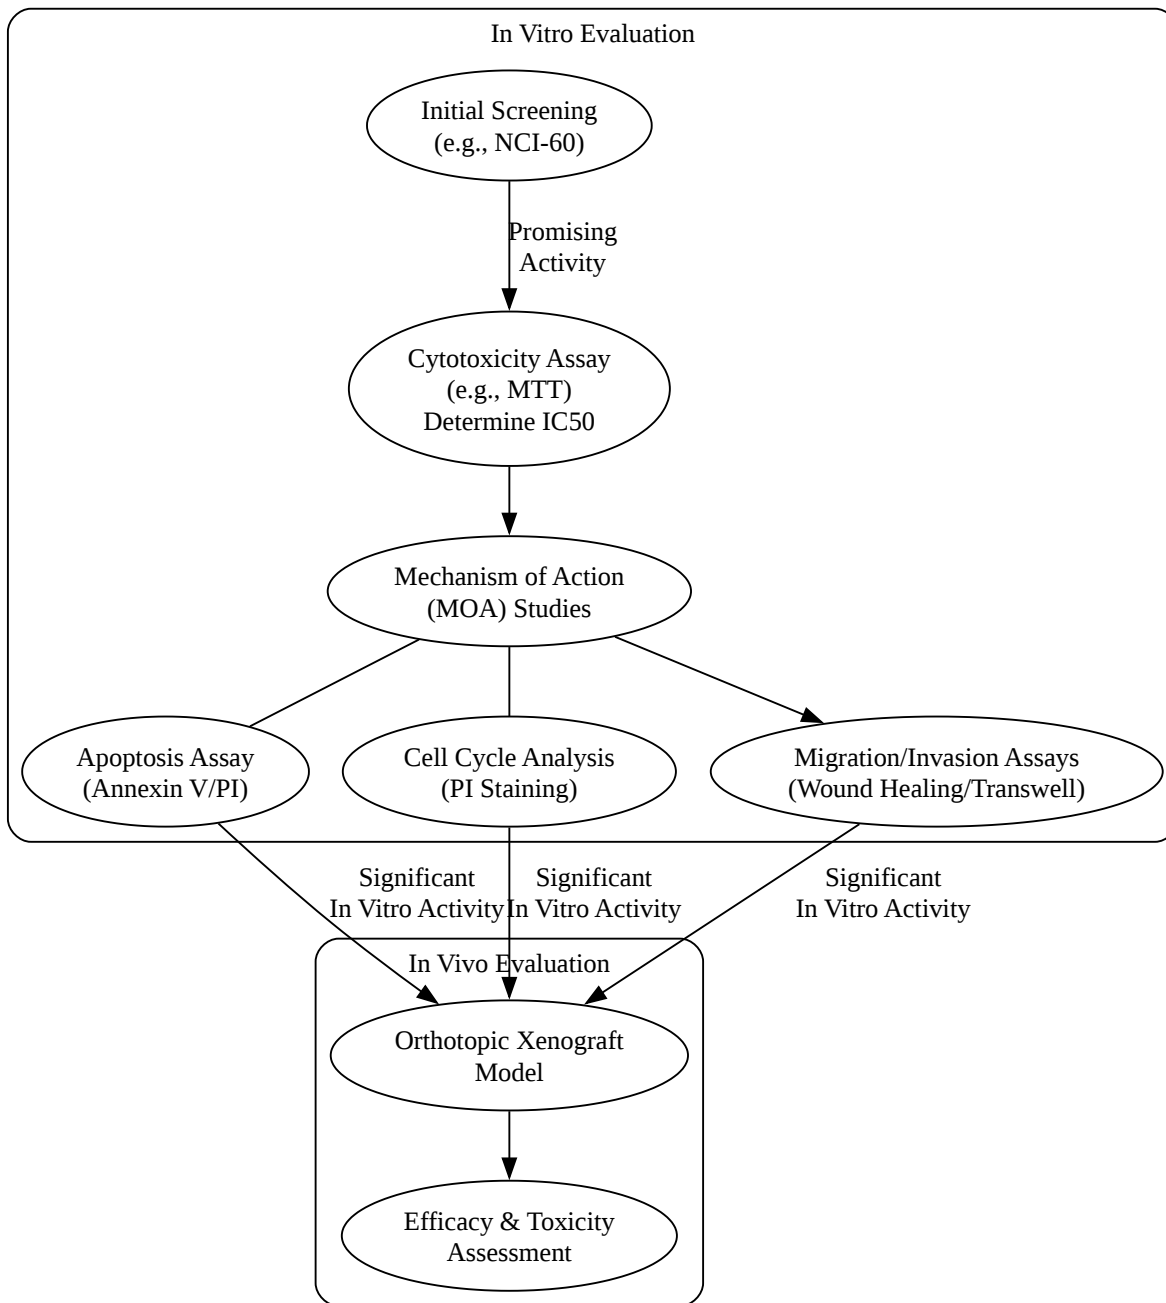 In Vitro Evaluation
Initial Screening
(e.g., NCI-60)
Promising
Activity
Cytotoxicity Assay
(e.g., MTT)
Determine IC50
Mechanism of Action
(MOA) Studies
Apoptosis Assay
(Annexin V/PI)
Cell Cycle Analysis
(PI Staining)
Migration/Invasion Assays
(Wound Healing/Transwell)
Significant
In Vitro Activity
Significant
In Vitro Activity
Significant
In Vitro Activity
In Vivo Evaluation
Orthotopic Xenograft
Model
Efficacy & Toxicity
Assessment